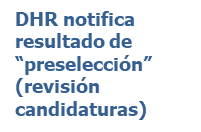 DHR notifica
resultado de
“preselección”
(revisión
candidaturas)